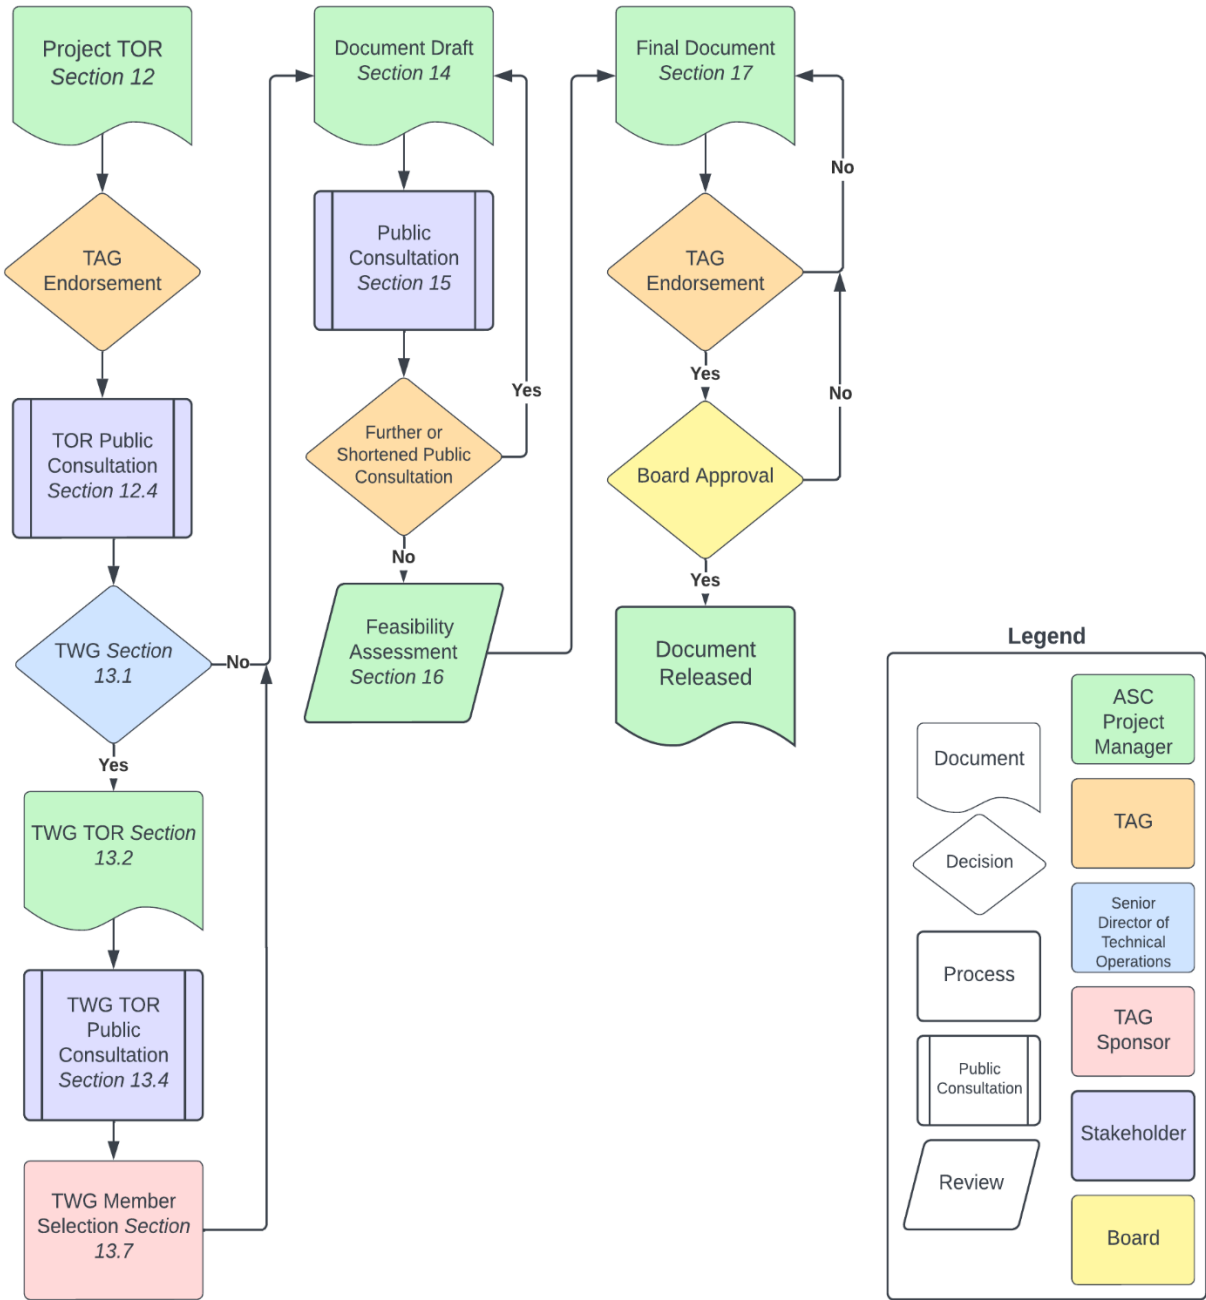 Project TOR
Section 12
TAG
Endorsement
TOR Public
Consultation
Section 12.4
TWG Section
13.1
No
Yes
TWG TOR Section
13.2
TWG TOR
Public
Consultation
Section 13.4
TWG Member
Selection Section
13.7
Document Draft
Section 14
Public
Consultation
Section 15
Yes
Further or
Shortened Public
Consultation
No
Feasibility
Assessment
Section 16
Final Document
Section 17
No
TAG
Endorsement
Yes
No
Board Approval
Yes
Document
Released
Legend
Document
Decision
Process
Public
Consultation
Review
ASC
Project
Manager
TAG
Senior
Director of
Technical
Operations
TAG
Sponsor
Stakeholder
Board